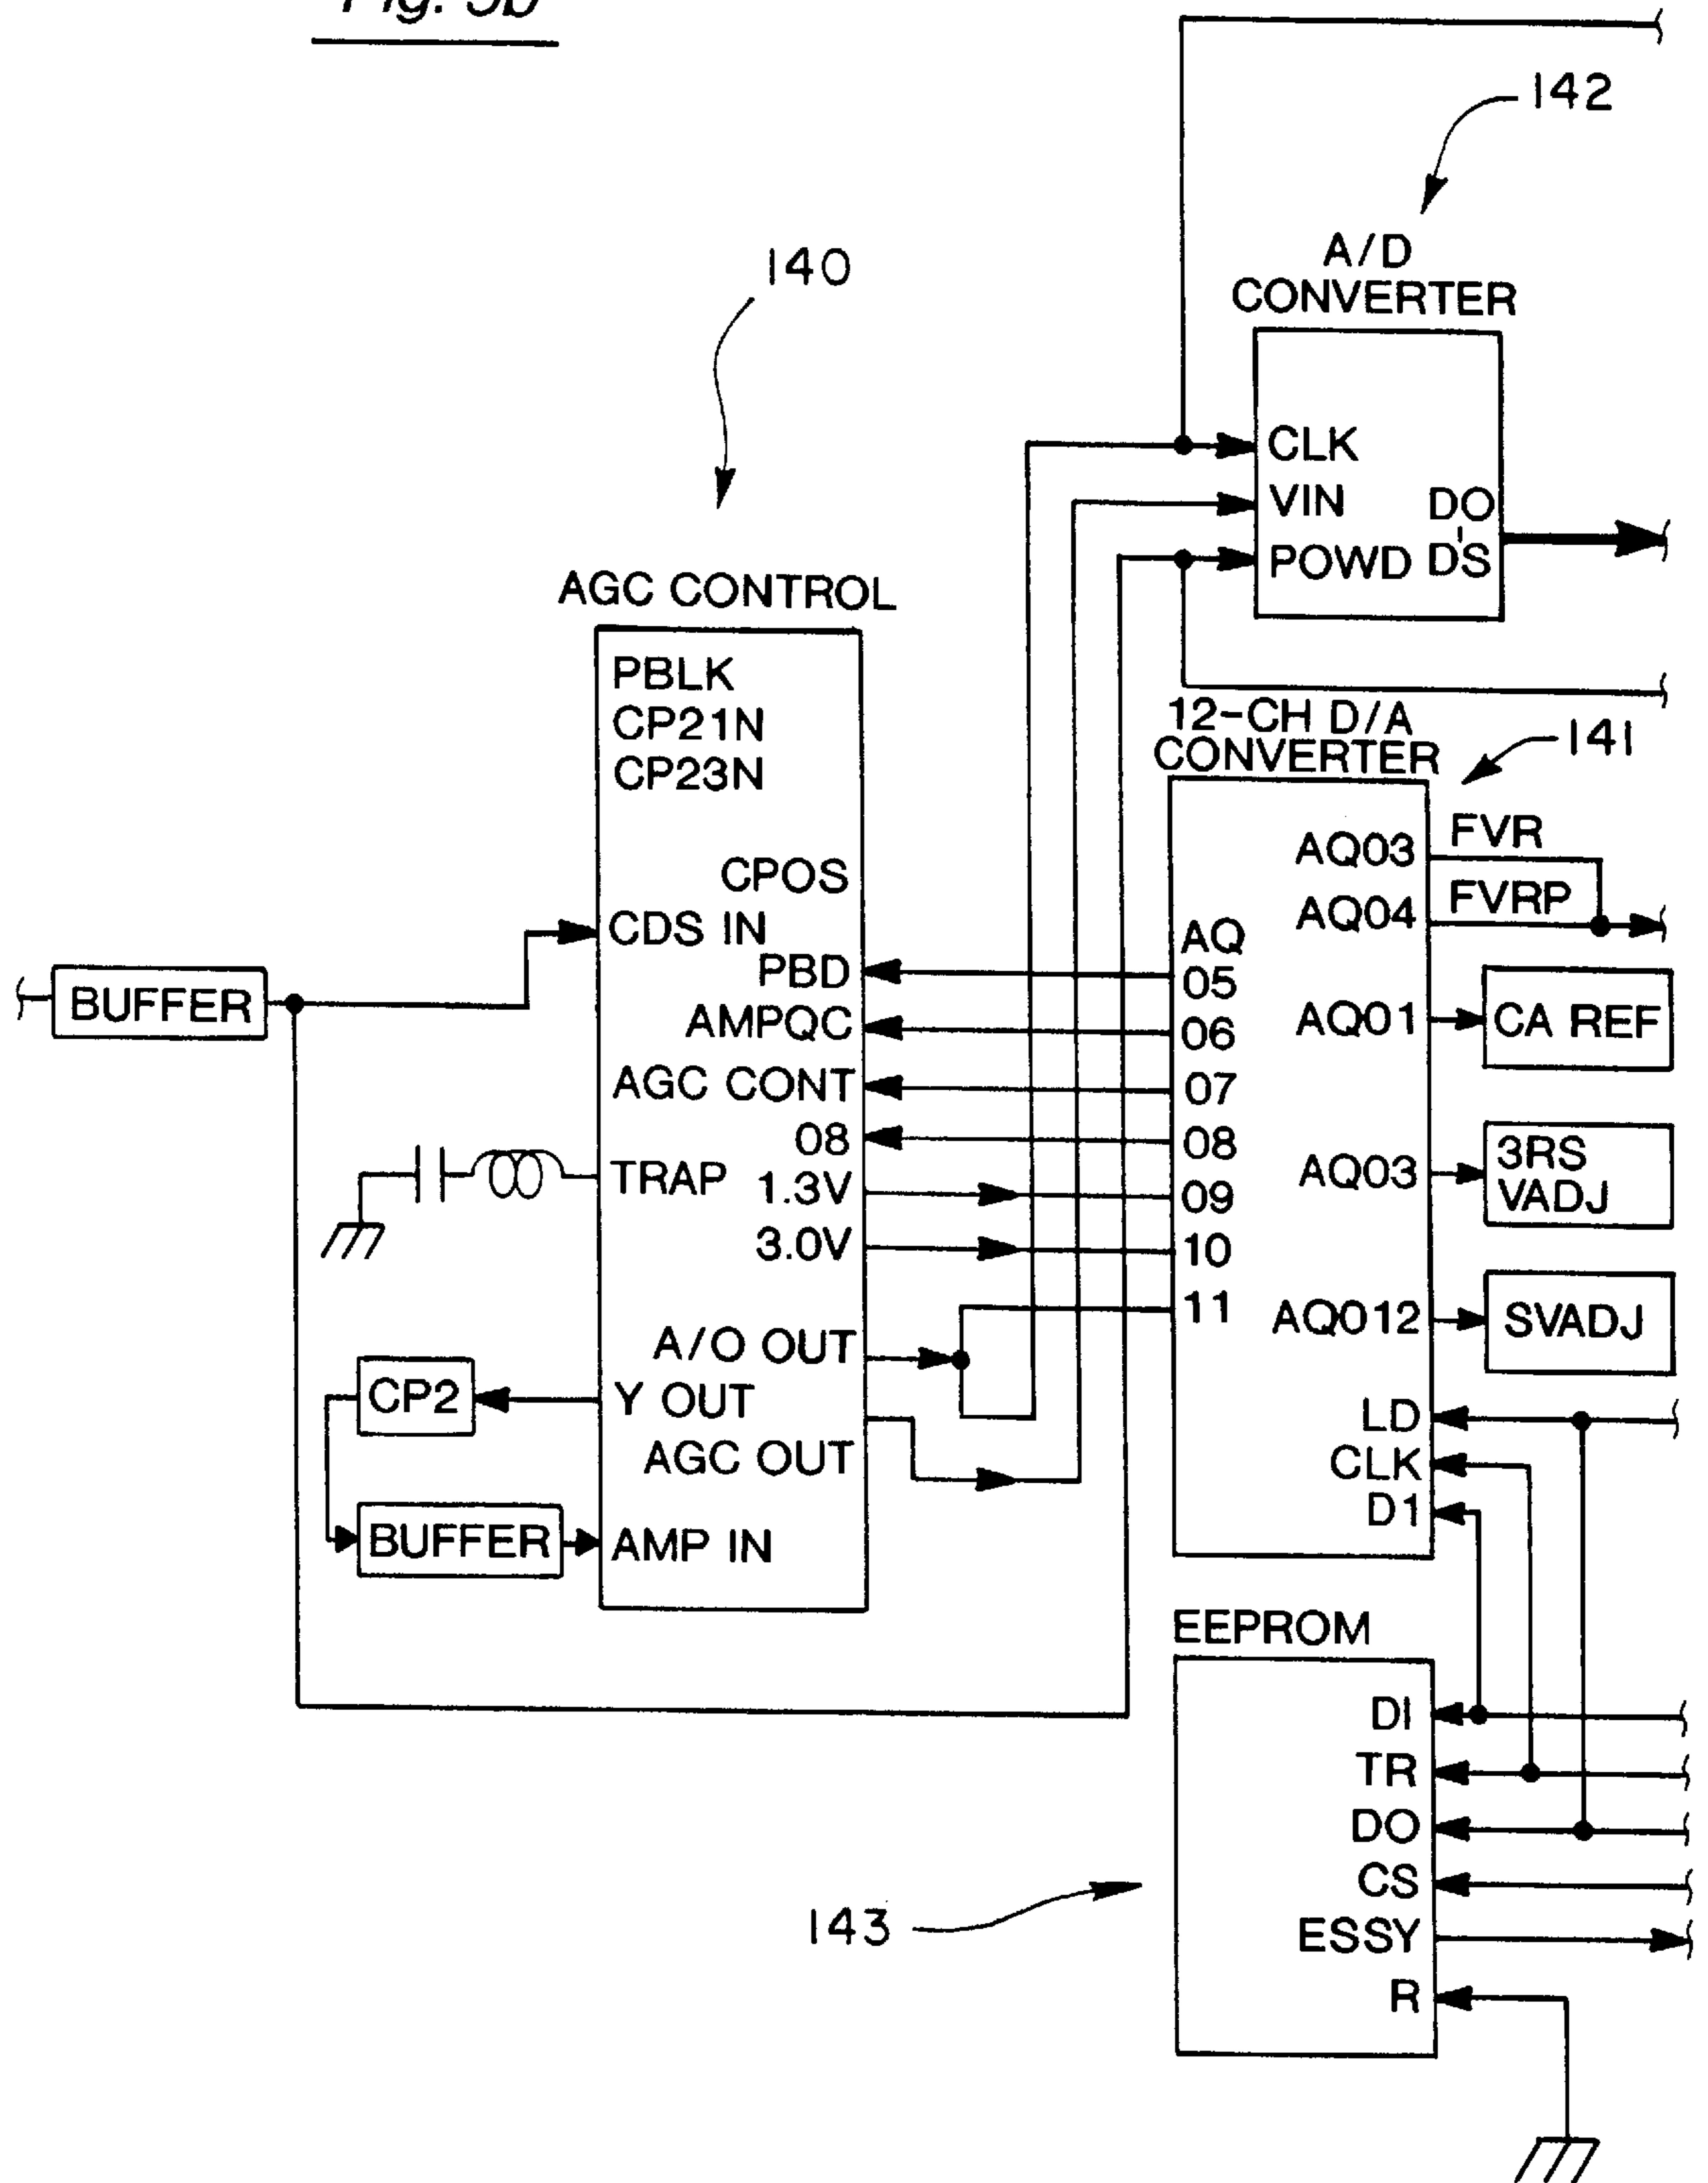 Fig. 5b
142
A/D
CONVERTER
140
CLK
VIN
DO
POWD
D'S
AGC CONTROL
PBLK
CP21N
CP23N
CPOS
CDS IN
PBD
AMPQC
AGC CONT
08
TRAP
1.3V
3.0V
A/O OUT
Y OUT
AGC OUT
AMP IN
BUFFER
CP2
BUFFER
12-CH D/A
CONVERTER
141
AQ03
FVR
AQ04
FVRP
AQ
05
06
07
08
09
10
11
AQ01
CA REF
AQ03
3RS
VADJ
AQ012
SVADJ
LD
CLK
D1
EEPROM
DI
TR
DO
CS
ESSY
R
143